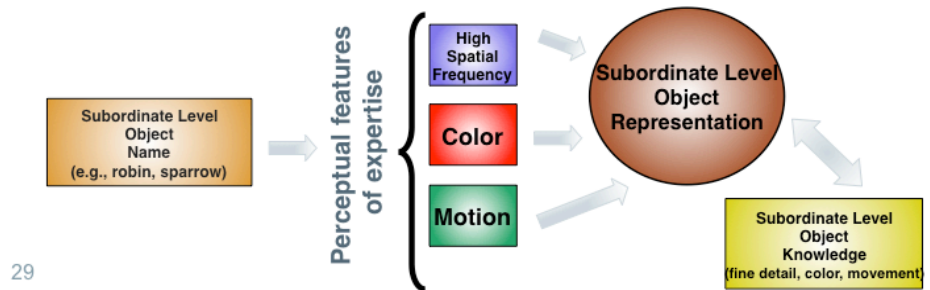 Subordinate Level
Object
Name
(e.g., robin, sparrow)
Perceptual features
of expertise
High
Spatial
Frequency
Color
Motion
Subordinate Level
Object
Representation
Subordinate Level
Object
Knowledge
(fine detail, color, movement)
29